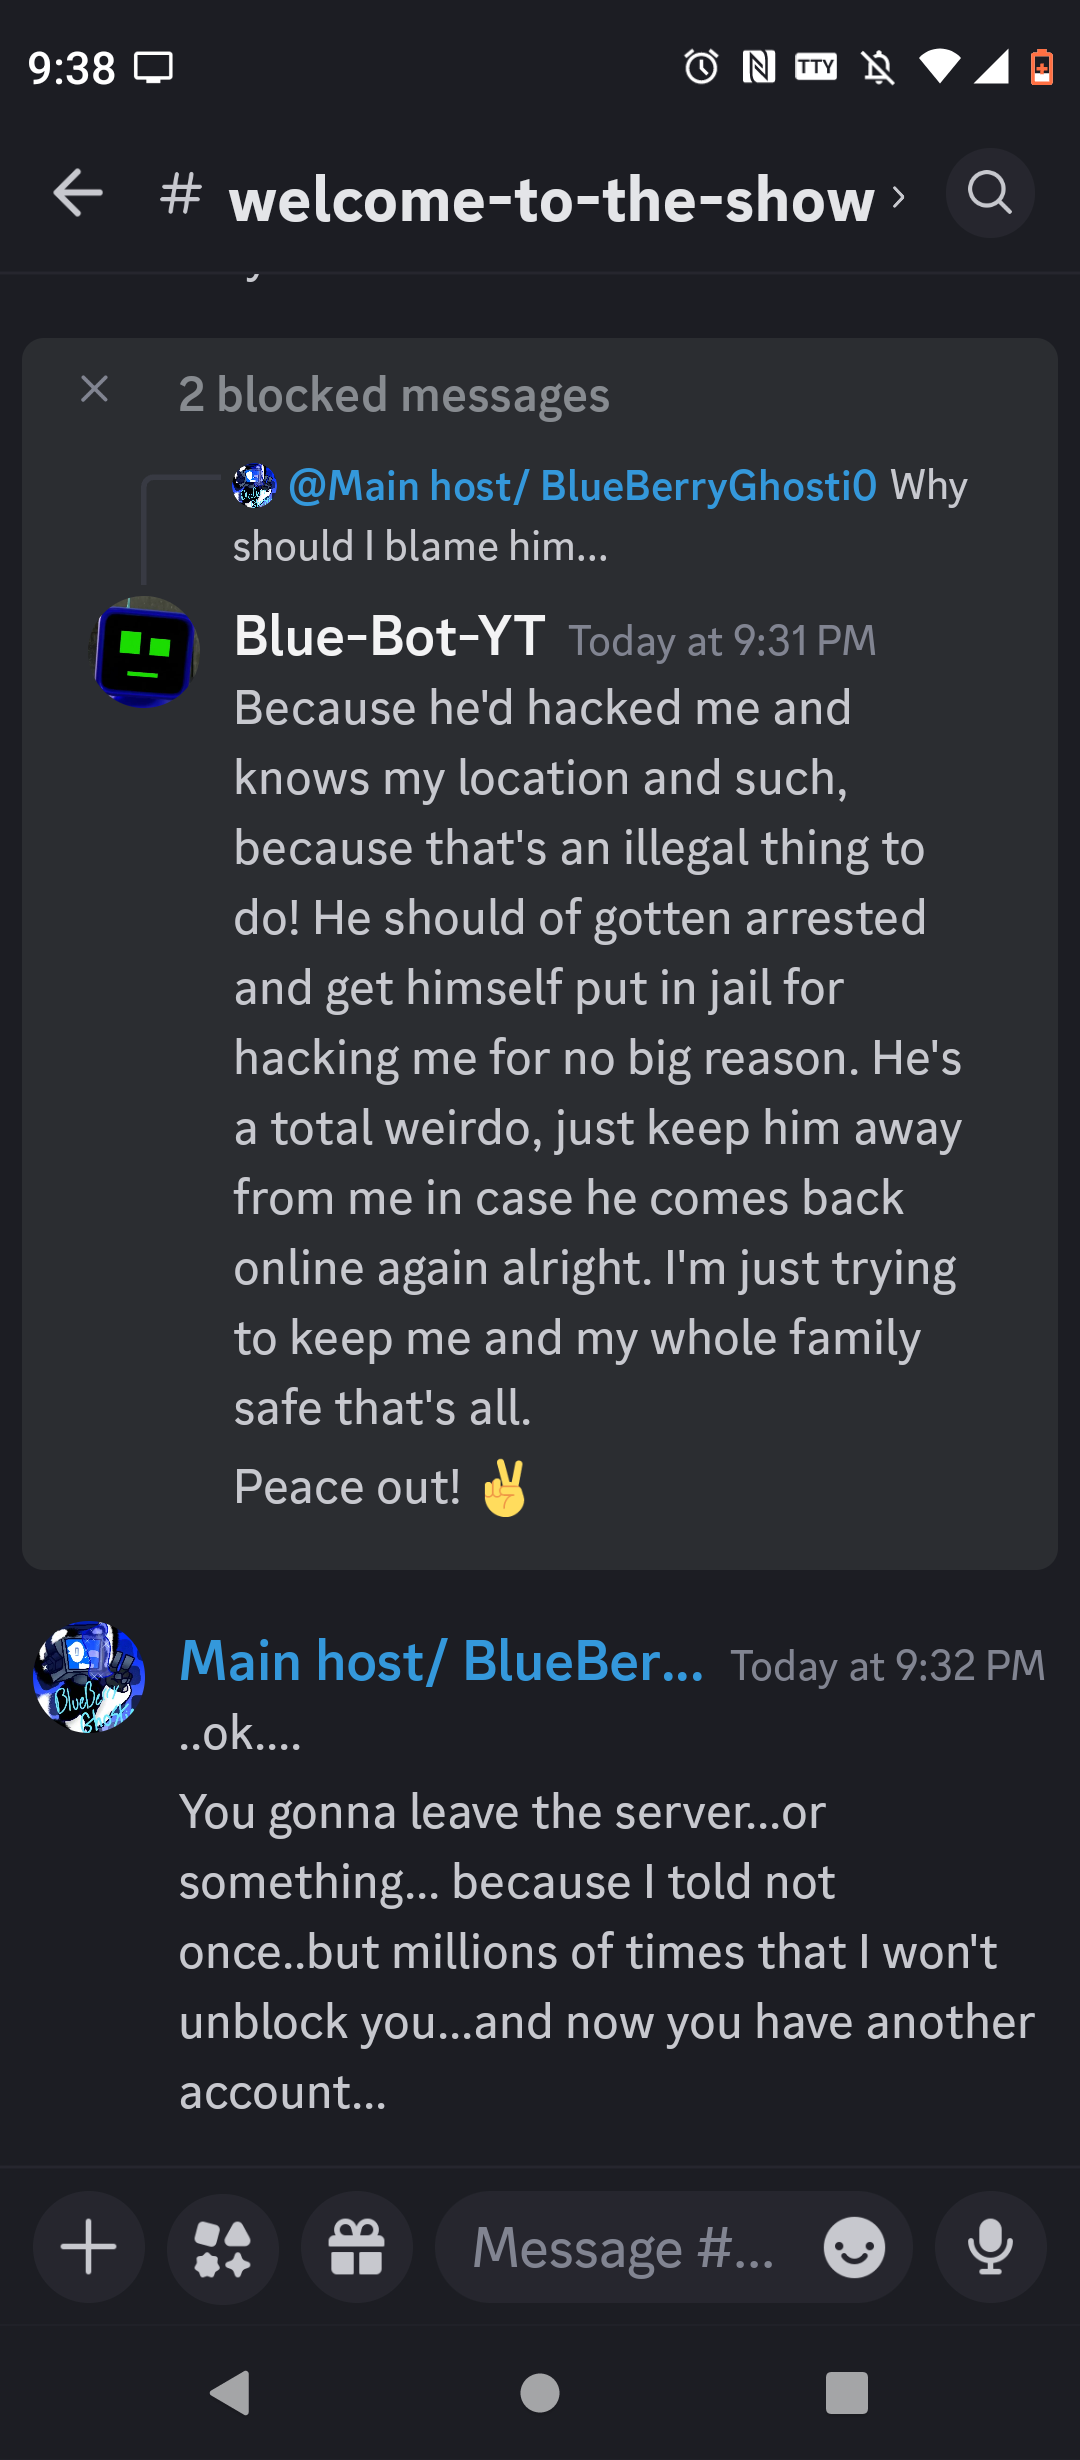 9:38
TTY
# welcome-to-the-show
2 blocked messages
@Main host/ BlueBerryGhosti0 Why
should I blame him...
Blue-Bot-YT Today at 9:31 PM
Because he'd hacked me and
knows my location and such,
because that's an illegal thing to
do! He should of gotten arrested
and get himself put in jail for
hacking me for no big reason. He's
a total weirdo, just keep him away
from me in case he comes back
online again alright. I'm just trying
to keep me and my whole family
safe that's all.
Peace out! ✌️
Main host/ BlueBer... Today at 9:32 PM
..ok....
You gonna leave the server...or
something... because I told not
once..but millions of times that I won't
unblock you...and now you have another
account...
Message #...